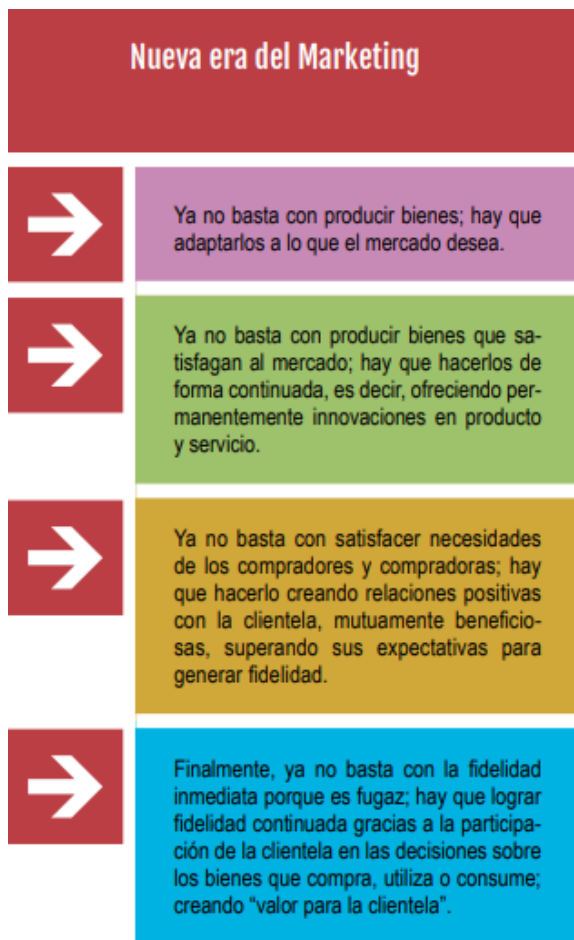 Nueva era del Marketing
Ya no basta con producir bienes; hay que
adaptarlos a lo que el mercado desea.
Ya no basta con producir bienes que sa-
tisfagan al mercado; hay que hacerlos de
forma continuada, es decir, ofreciendo per-
manentemente innovaciones en producto
y servicio.
Ya no basta con satisfacer necesidades
de los compradores y compradoras; hay
que hacerlo creando relaciones positivas
con la clientela, mutuamente beneficio-
sas, superando sus expectativas para
generar fidelidad.
Finalmente, ya no basta con la fidelidad
inmediata porque es fugaz; hay que lograr
fidelidad continuada gracias a la participa-
ción de la clientela en las decisiones sobre
los bienes que compra, utiliza o consume;
creando “valor para la clientela”.